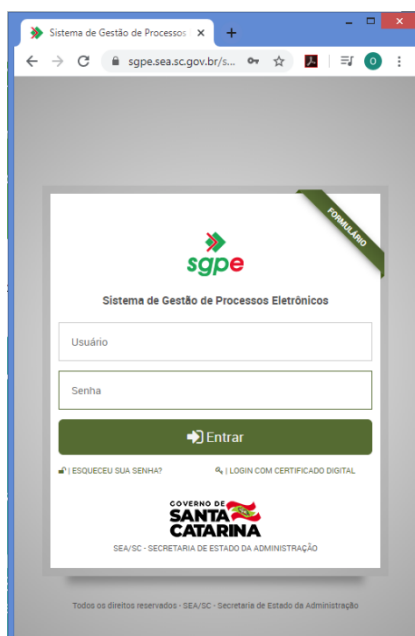 Sistema de Gestão de Processos
sgpe.sea.sc.gov.br/s...
O
FORMULÁRIO
sgpe
Sistema de Gestão de Processos Eletrônicos
Usuário
Senha
Entrar
| ESQUECEU SUA SENHA?
| LOGIN COM CERTIFICADO DIGITAL
GOVERNO DE
SANTA
CATARINA
SEA/SC - SECRETARIA DE ESTADO DA ADMINISTRAÇÃO
Todos os direitos reservados - SEA/SC - Secretaria de Estado da Administração